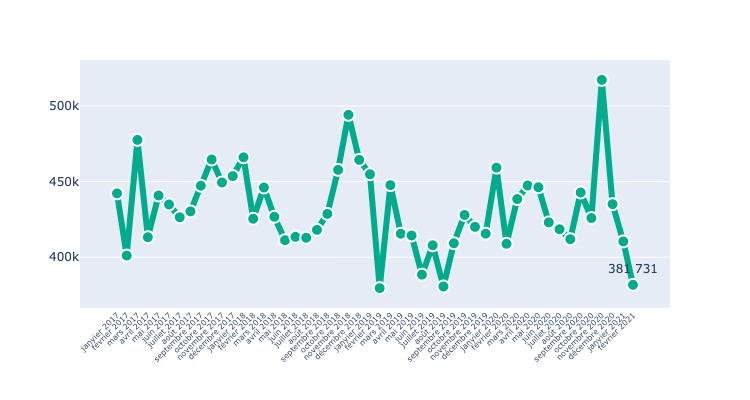 500k
450k
400k
381 731
janvier 2017
février 2017
mars 2017
avril 2017
mai 2017
juin 2017
juillet 2017
août 2017
septembre 2017
octobre 2017
novembre 2017
décembre 2017
janvier 2018
février 2018
mars 2018
avril 2018
mai 2018
juin 2018
juillet 2018
août 2018
septembre 2018
octobre 2018
novembre 2018
décembre 2018
janvier 2019
février 2019
mars 2019
avril 2019
mai 2019
juin 2019
juillet 2019
août 2019
septembre 2019
octobre 2019
novembre 2019
décembre 2019
janvier 2020
février 2020
mars 2020
avril 2020
mai 2020
juin 2020
juillet 2020
août 2020
septembre 2020
octobre 2020
novembre 2020
décembre 2020
janvier 2021
février 2021